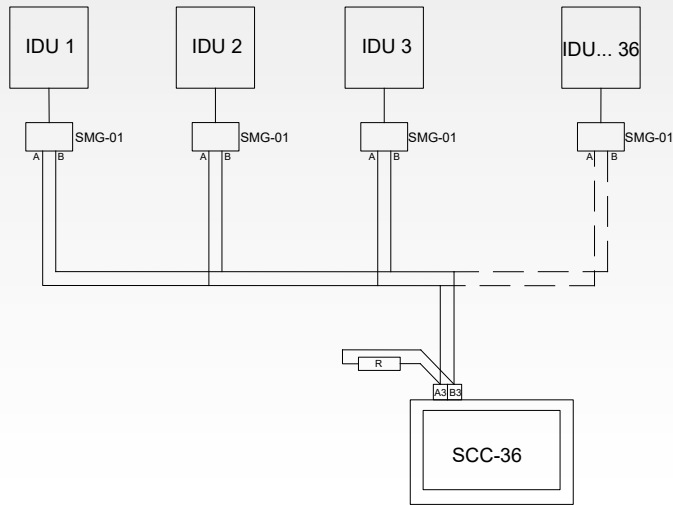 IDU 1
IDU 2
IDU 3
IDU... 36
SMG-01
SMG-01
SMG-01
SMG-01
A B
A B
A B
A B
R
A3 B3
SCC-36